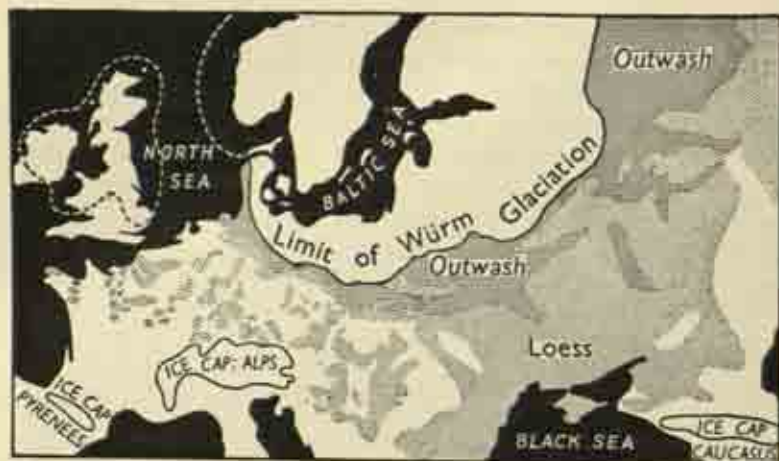 Outwash
NORTH
SEA
BALTIC SEA
Limit of Würm Glaciation
Outwash
Loess
ICE CAP-ALPS
ICE CAP
PYRENEES
BLACK SEA
ICE CAP
CAUCASUS